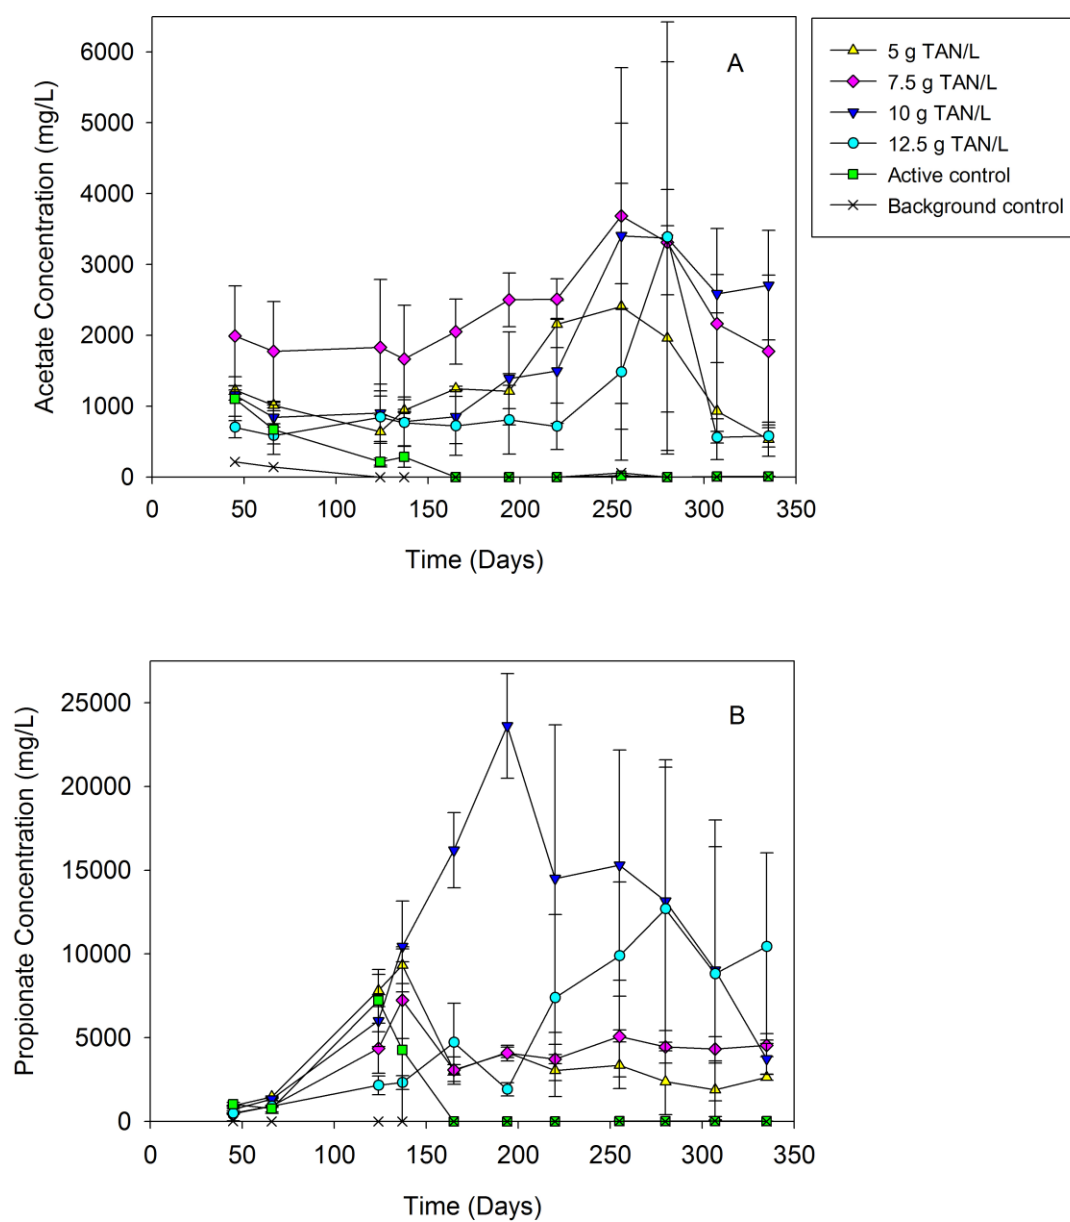 A
6000
5000
4000
3000
2000
1000
0
Acetate Concentration (mg/L)
0 50 100 150 200 250 300 350
Time (Days)
5 g TAN/L
7.5 g TAN/L
10 g TAN/L
12.5 g TAN/L
Active control
Background control
B
25000
20000
15000
10000
5000
0
Propionate Concentration (mg/L)
0 50 100 150 200 250 300 350
Time (Days)